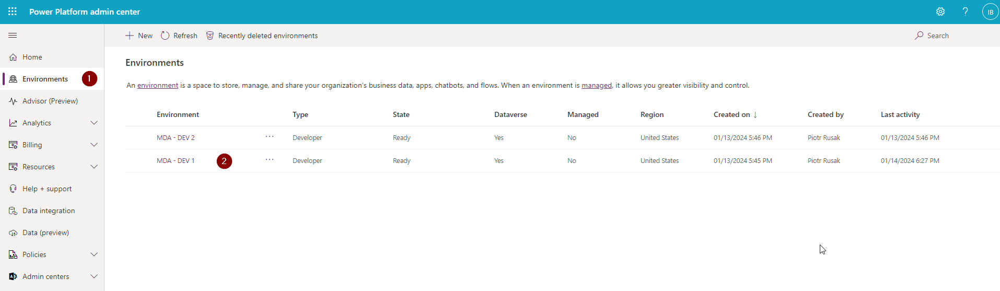 Power Platform admin center
IB
New
Refresh
Recently deleted environments
Search
Home
Environments
1
Advisor (Preview)
Analytics
Billing
Resources
Help + support
Data integration
Data (preview)
Policies
Admin centers
Environments
An environment is a space to store, manage, and share your organization's business data, apps, chatbots, and flows. When an environment is managed, it allows you greater visibility and control.
Environment Type State Dataverse Managed Region Created on ↓ Created by Last activity
MDA - DEV 2 ... Developer Ready Yes No United States 01/13/2024 5:46 PM Piotr Rusak 01/13/2024 5:46 PM
MDA - DEV 1 2 ... Developer Ready Yes No United States 01/13/2024 5:45 PM Piotr Rusak 01/14/2024 6:27 PM